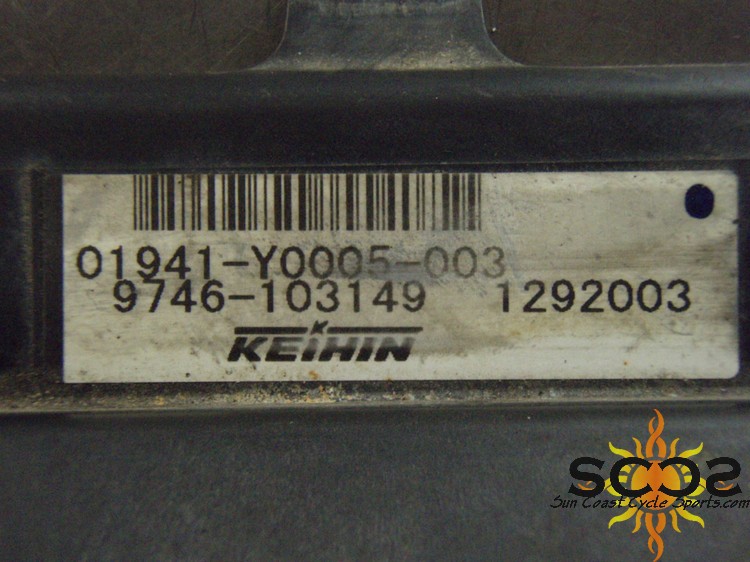 01941-Y0005-003
9746-103149 1292003
KEIHIN
SCCS
Sun Coast Cycle Sports.com